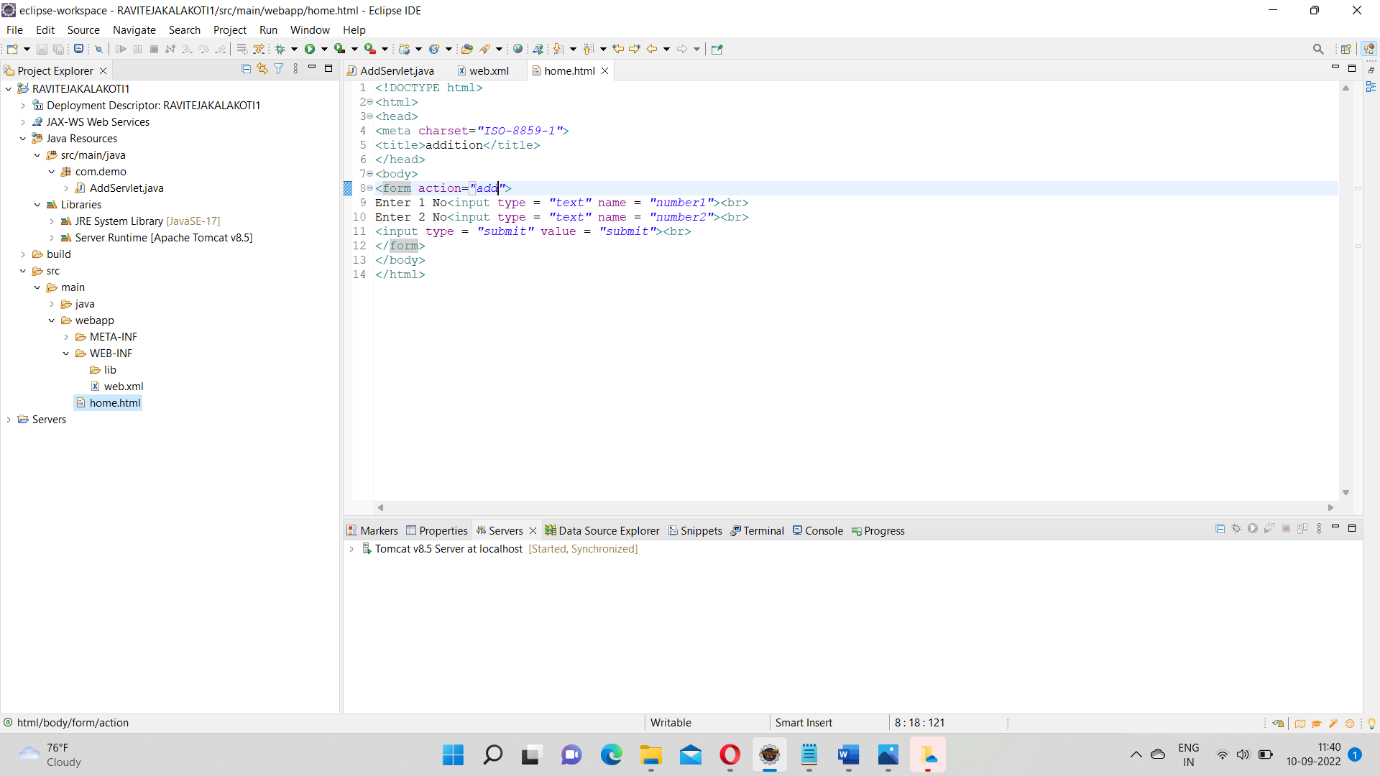 eclipse-workspace - RAVITEJAKALAKOTI1/src/main/webapp/home.html - Eclipse IDE
File Edit Source Navigate Search Project Run Window Help
Project Explorer
RAVITEJAKALAKOTI1
Deployment Descriptor: RAVITEJAKALAKOTI1
JAX-WS Web Services
Java Resources
src/main/java
com.demo
AddServlet.java
Libraries
JRE System Library [JavaSE-17]
Server Runtime [Apache Tomcat v8.5]
build
src
main
java
webapp
META-INF
WEB-INF
lib
web.xml
home.html
Servers
AddServlet.java web.xml home.html
1 <!DOCTYPE html>
2 <html>
3 <head>
4 <meta charset="ISO-8859-1">
5 <title>addition</title>
6 </head>
7 <body>
8 <form action="add">
9 Enter 1 No<input type = "text" name = "number1"><br>
10 Enter 2 No<input type = "text" name = "number2"><br>
11 <input type = "submit" value = "submit"><br>
12 </form>
13 </body>
14 </html>
Markers Properties Servers Data Source Explorer Snippets Terminal Console Progress
Tomcat v8.5 Server at localhost [Started, Synchronized]
html/body/form/action Writable Smart Insert 8 : 18 : 121
76°F
Cloudy
ENG
IN
11:40
10-09-2022
1